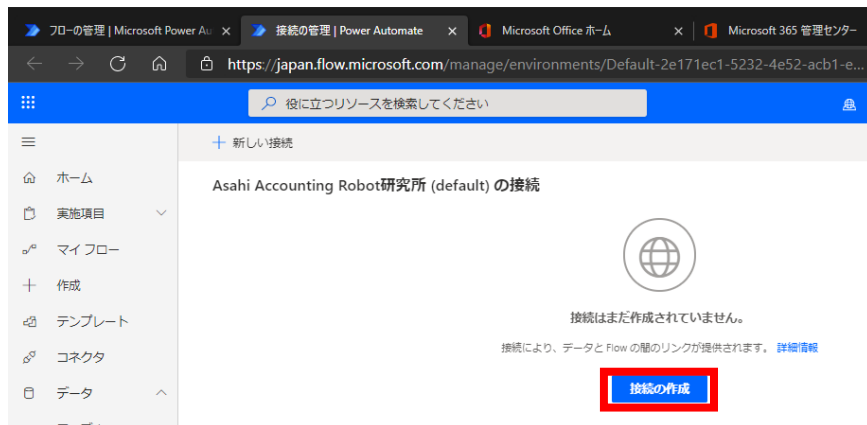 フローの管理 | Microsoft Power Au
接続の管理 | Power Automate
Microsoft Office ホーム
Microsoft 365 管理センター
https://japan.flow.microsoft.com/manage/environments/Default-2e171ec1-5232-4e52-acb1-e...
役に立つリソースを検索してください
新しい接続
ホーム
Asahi Accounting Robot研究所 (default) の接続
実施項目
マイ フロー
作成
テンプレート
接続はまだ作成されていません。
接続により、データと Flow の間のリンクが提供されます。 詳細情報
コネクタ
データ
接続の作成